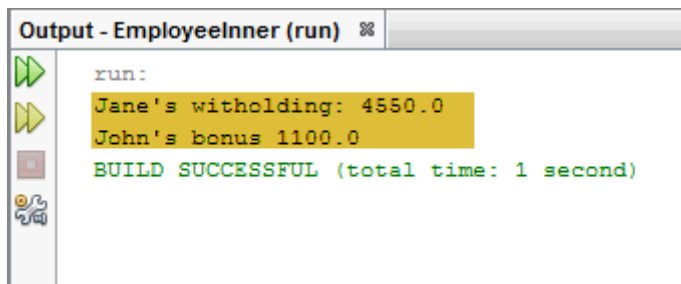 Output - EmployeeInner (run)
run:
Jane's witholding: 4550.0
John's bonus 1100.0
BUILD SUCCESSFUL (total time: 1 second)